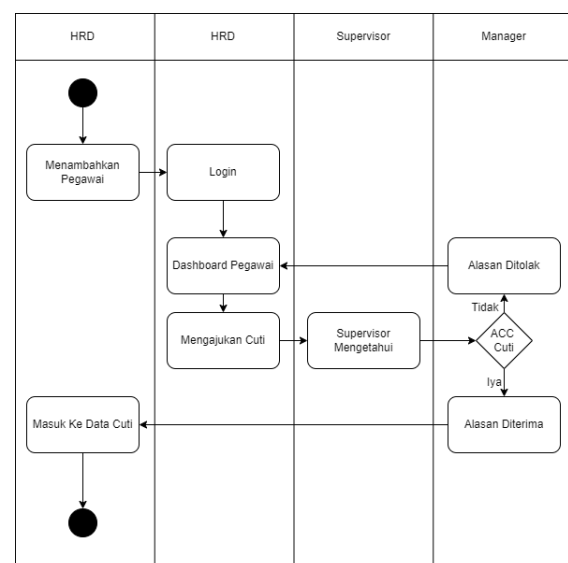 HRD
HRD
Supervisor
Manager
Menambahkan
Pegawai
Login
Dashboard Pegawai
Alasan Ditolak
Tidak
Mengajukan Cuti
Supervisor
Mengetahui
ACC
Cuti
Iya
Masuk Ke Data Cuti
Alasan Diterima